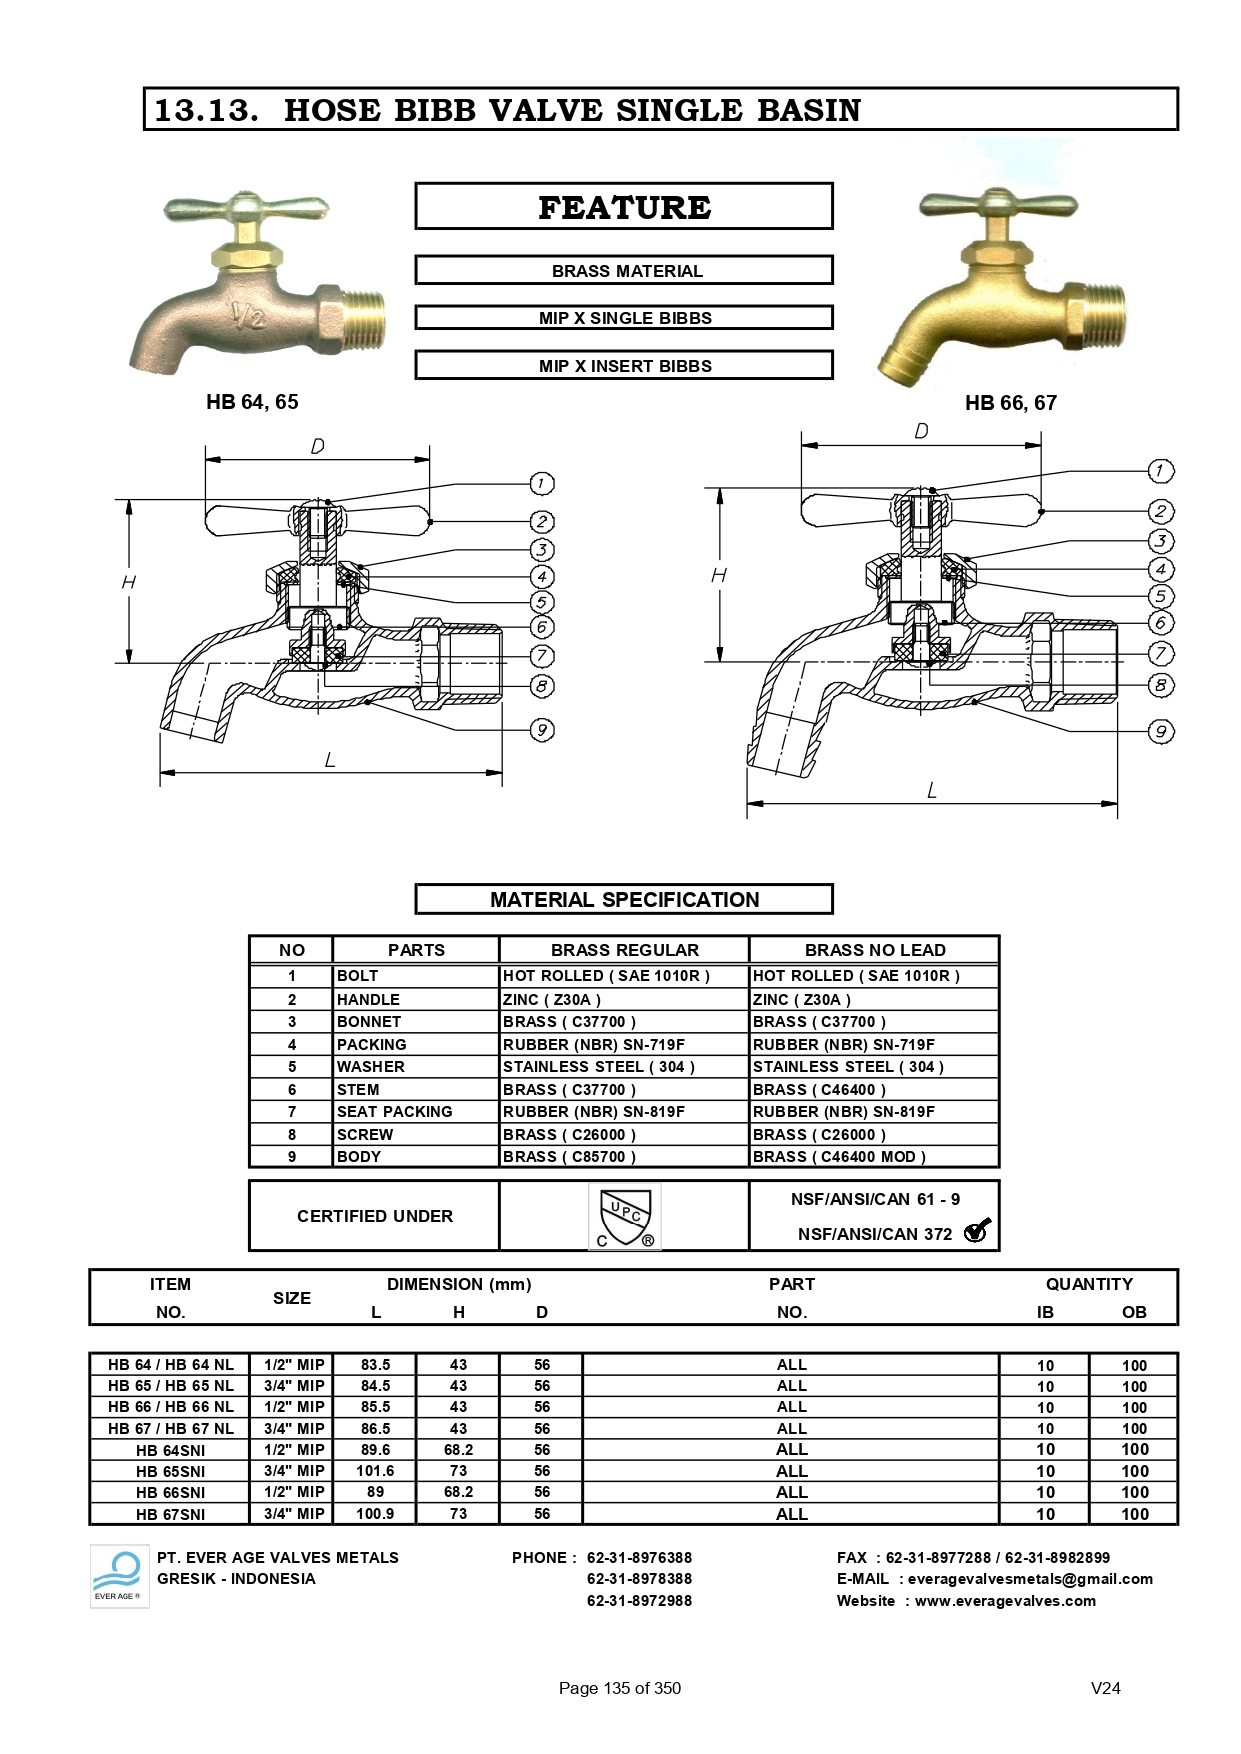 13.13. HOSE BIBB VALVE SINGLE BASIN
FEATURE
BRASS MATERIAL
MIP X SINGLE BIBBS
MIP X INSERT BIBBS
1/2
HB 64, 65
HB 66, 67
D
H
L
1
2
3
4
5
6
7
8
9
D
H
L
1
2
3
4
5
6
7
8
9
MATERIAL SPECIFICATION
NO PARTS BRASS REGULAR BRASS NO LEAD
1 BOLT HOT ROLLED ( SAE 1010R ) HOT ROLLED ( SAE 1010R )
2 HANDLE ZINC ( Z30A ) ZINC ( Z30A )
3 BONNET BRASS ( C37700 ) BRASS ( C37700 )
4 PACKING RUBBER (NBR) SN-719F RUBBER (NBR) SN-719F
5 WASHER STAINLESS STEEL ( 304 ) STAINLESS STEEL ( 304 )
6 STEM BRASS ( C37700 ) BRASS ( C46400 )
7 SEAT PACKING RUBBER (NBR) SN-819F RUBBER (NBR) SN-819F
8 SCREW BRASS ( C26000 ) BRASS ( C26000 )
9 BODY BRASS ( C85700 ) BRASS ( C46400 MOD )
CERTIFIED UNDER
UPC
C ®
NSF/ANSI/CAN 61 - 9
NSF/ANSI/CAN 372
ITEM SIZE DIMENSION (mm) PART QUANTITY
NO. L H D NO. IB OB
HB 64 / HB 64 NL 1/2" MIP 83.5 43 56 ALL 10 100
HB 65 / HB 65 NL 3/4" MIP 84.5 43 56 ALL 10 100
HB 66 / HB 66 NL 1/2" MIP 85.5 43 56 ALL 10 100
HB 67 / HB 67 NL 3/4" MIP 86.5 43 56 ALL 10 100
HB 64SNI 1/2" MIP 89.6 68.2 56 ALL 10 100
HB 65SNI 3/4" MIP 101.6 73 56 ALL 10 100
HB 66SNI 1/2" MIP 89 68.2 56 ALL 10 100
HB 67SNI 3/4" MIP 100.9 73 56 ALL 10 100
EVER AGE ®
PT. EVER AGE VALVES METALS PHONE : 62-31-8976388 FAX : 62-31-8977288 / 62-31-8982899
GRESIK - INDONESIA 62-31-8978388 E-MAIL : everagevalvesmetals@gmail.com
62-31-8972988 Website : www.everagevalves.com
Page 135 of 350 V24